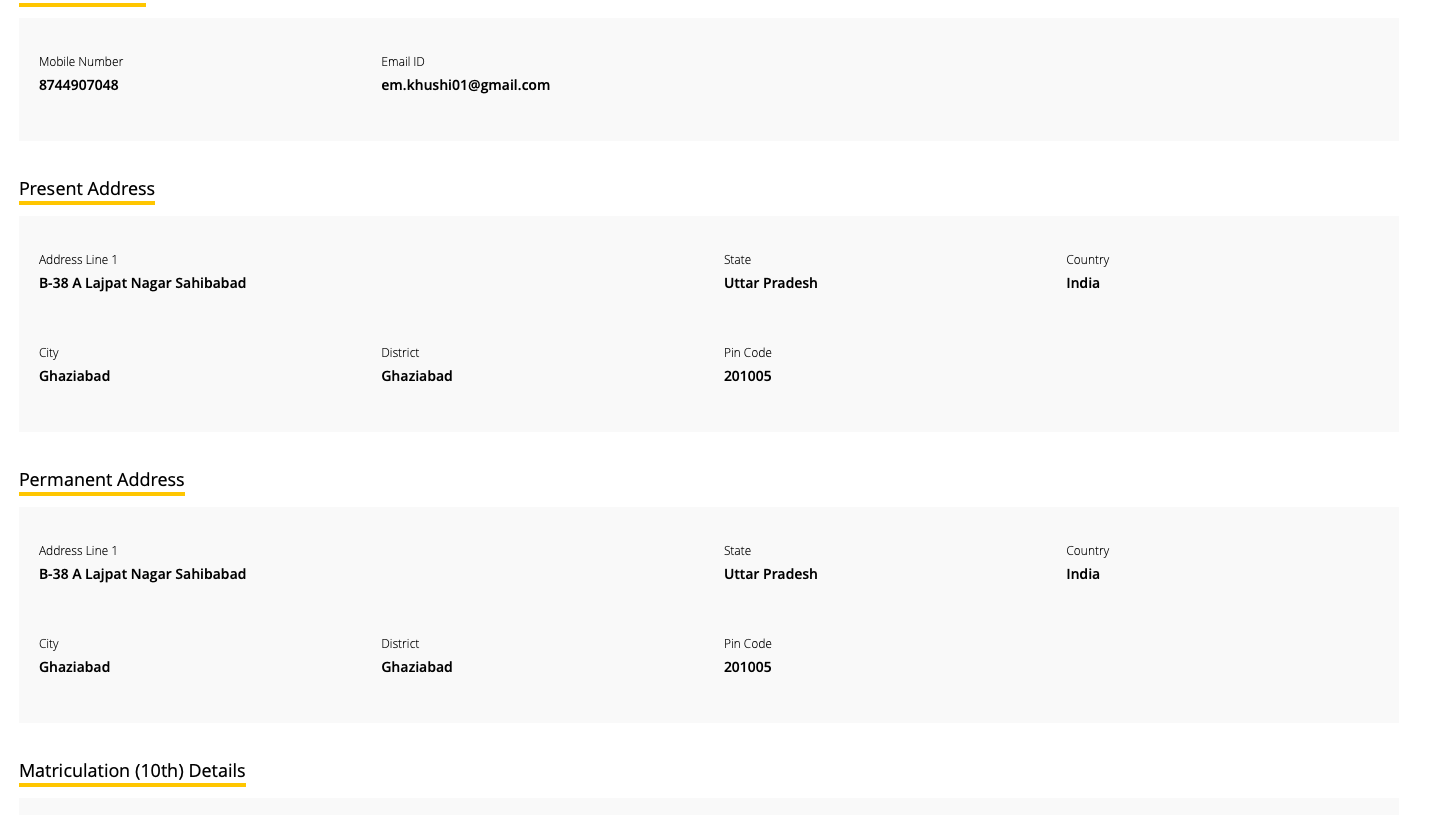 Mobile Number Email ID
8744907048 em.khushi01@gmail.com
Present Address
Address Line 1 State Country
B-38 A Lajpat Nagar Sahibabad Uttar Pradesh India
City District Pin Code
Ghaziabad Ghaziabad 201005
Permanent Address
Address Line 1 State Country
B-38 A Lajpat Nagar Sahibabad Uttar Pradesh India
City District Pin Code
Ghaziabad Ghaziabad 201005
Matriculation (10th) Details